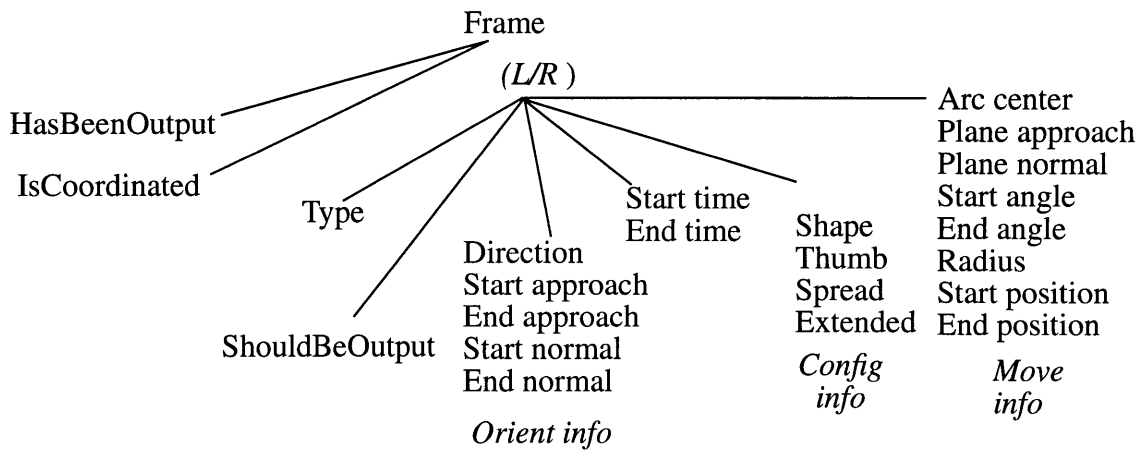 Frame
(L/R )
HasBeenOutput
IsCoordinated
Type
ShouldBeOutput
Direction
Start approach
End approach
Start normal
End normal
Orient info
Start time
End time
Shape
Thumb
Spread
Extended
Config
info
Arc center
Plane approach
Plane normal
Start angle
End angle
Radius
Start position
End position
Move
info